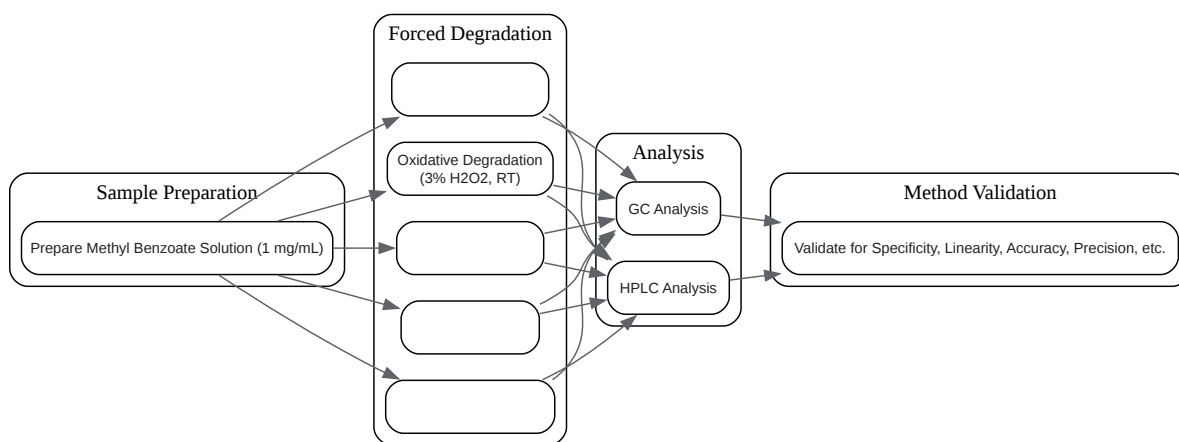 Forced Degradation
Oxidative Degradation
(3% H2O2, RT)
Sample Preparation
Prepare Methyl Benzoate Solution (1 mg/mL)
Analysis
GC Analysis
HPLC Analysis
Method Validation
Validate for Specificity, Linearity, Accuracy, Precision, etc.